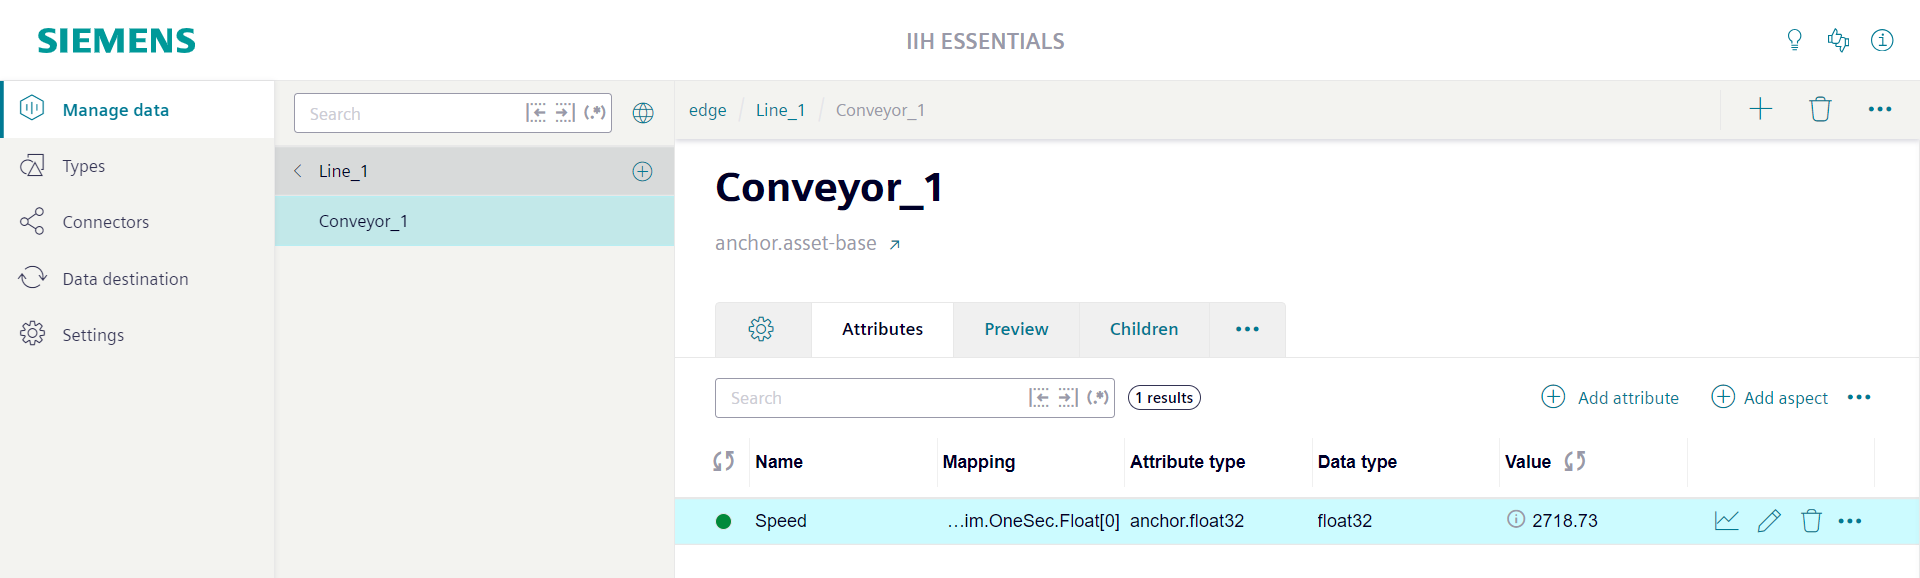 SIEMENS
IIH ESSENTIALS
Manage data
Types
Connectors
Data destination
Settings
Search
(.*)
Line_1
Conveyor_1
edge / Line_1 / Conveyor_1
Conveyor_1
anchor.asset-base
Attributes
Preview
Children
Search
(.*)
1 results
Add attribute
Add aspect
Name
Mapping
Attribute type
Data type
Value
Speed
...im.OneSec.Float[0]
anchor.float32
float32
2718.73